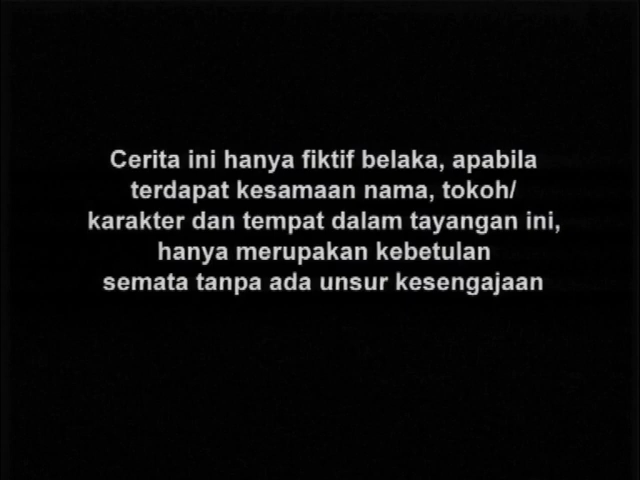 Cerita ini hanya fiktif belaka, apabila
terdapat kesamaan nama, tokoh/
karakter dan tempat dalam tayangan ini,
hanya merupakan kebetulan
semata tanpa ada unsur kesengajaan